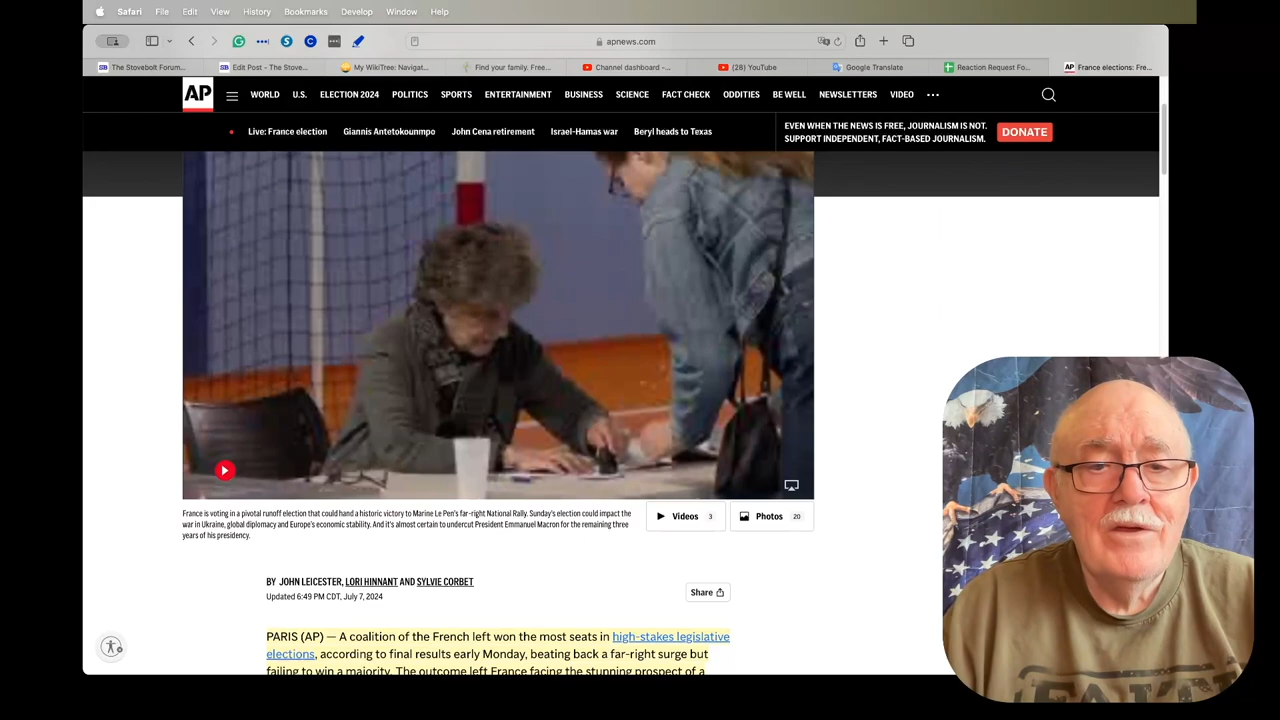 Safari File Edit View History Bookmarks Develop Window Help
apnews.com
The Stovebolt Forum... Edit Post - The Stove... My WikiTree: Navigat... Find your family. Free... Channel dashboard -... (28) YouTube Google Translate Reaction Request Fo... France elections: Fre...
AP WORLD U.S. ELECTION 2024 POLITICS SPORTS ENTERTAINMENT BUSINESS SCIENCE FACT CHECK ODDITIES BE WELL NEWSLETTERS VIDEO
Live: France election Giannis Antetokounmpo John Cena retirement Israel-Hamas war Beryl heads to Texas
EVEN WHEN THE NEWS IS FREE, JOURNALISM IS NOT.
SUPPORT INDEPENDENT, FACT-BASED JOURNALISM.
DONATE
France is voting in a pivotal runoff election that could hand a historic victory to Marine Le Pen's far-right National Rally. Sunday's election could impact the
war in Ukraine, global diplomacy and Europe's economic stability. And it's almost certain to undercut President Emmanuel Macron for the remaining three
years of his presidency.
Videos 3 Photos 20
BY JOHN LEICESTER, LORI HINNANT AND SYLVIE CORBET
Updated 6:49 PM CDT, July 7, 2024
Share
PARIS (AP) — A coalition of the French left won the most seats in high-stakes legislative
elections, according to final results early Monday, beating back a far-right surge but
failing to win a majority. The outcome left France facing the stunning prospect of a